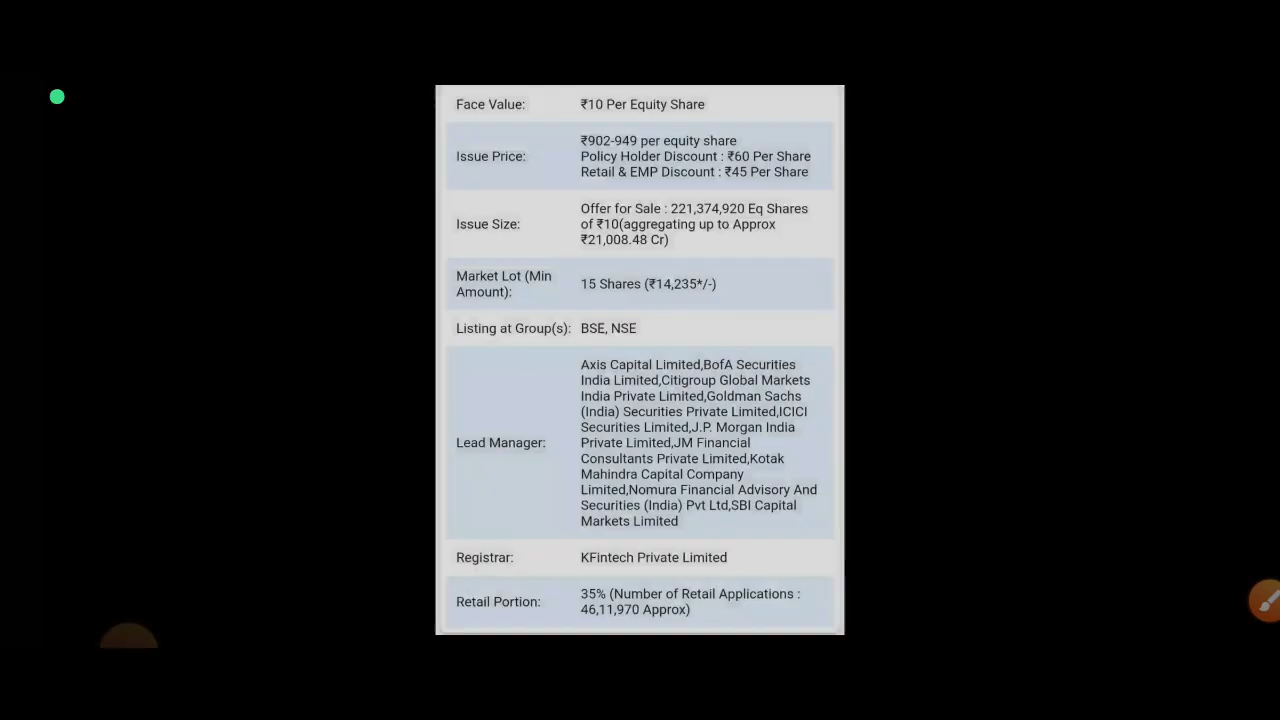 Face Value: ₹10 Per Equity Share
Issue Price: ₹902-949 per equity share
Policy Holder Discount : ₹60 Per Share
Retail & EMP Discount : ₹45 Per Share
Issue Size: Offer for Sale : 221,374,920 Eq Shares
of ₹10(aggregating up to Approx
₹21,008.48 Cr)
Market Lot (Min
Amount): 15 Shares (₹14,235*/-)
Listing at Group(s): BSE, NSE
Lead Manager: Axis Capital Limited,BofA Securities
India Limited,Citigroup Global Markets
India Private Limited,Goldman Sachs
(India) Securities Private Limited,ICICI
Securities Limited,J.P. Morgan India
Private Limited,JM Financial
Consultants Private Limited,Kotak
Mahindra Capital Company
Limited,Nomura Financial Advisory And
Securities (India) Pvt Ltd,SBI Capital
Markets Limited
Registrar: KFintech Private Limited
Retail Portion: 35% (Number of Retail Applications :
46,11,970 Approx)